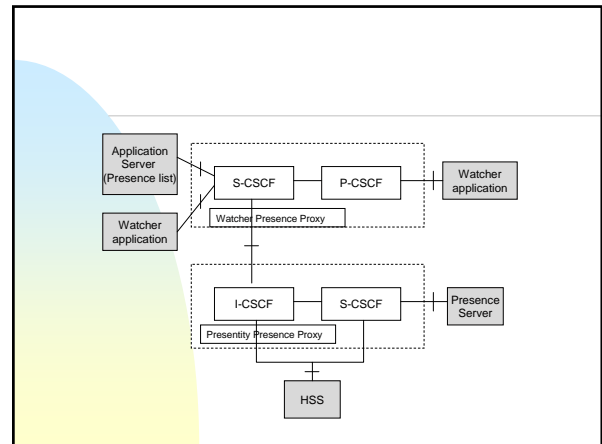 Application
Server
(Presence list)
S-CSCF
P-CSCF
Watcher
application
Watcher
application
Watcher Presence Proxy
I-CSCF
S-CSCF
Presence
Server
Presentity Presence Proxy
HSS